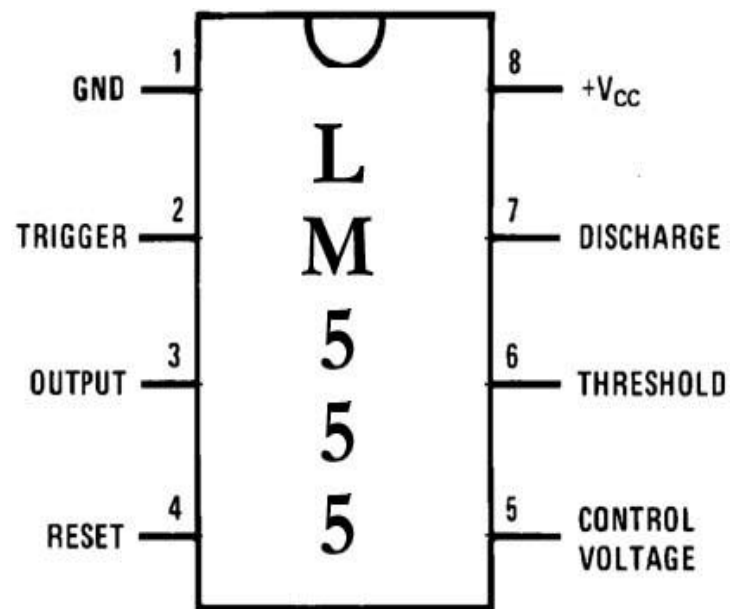 1
GND
2
TRIGGER
3
OUTPUT
4
RESET
L
M
5
5
5
8
+VCC
7
DISCHARGE
6
THRESHOLD
5
CONTROL
VOLTAGE